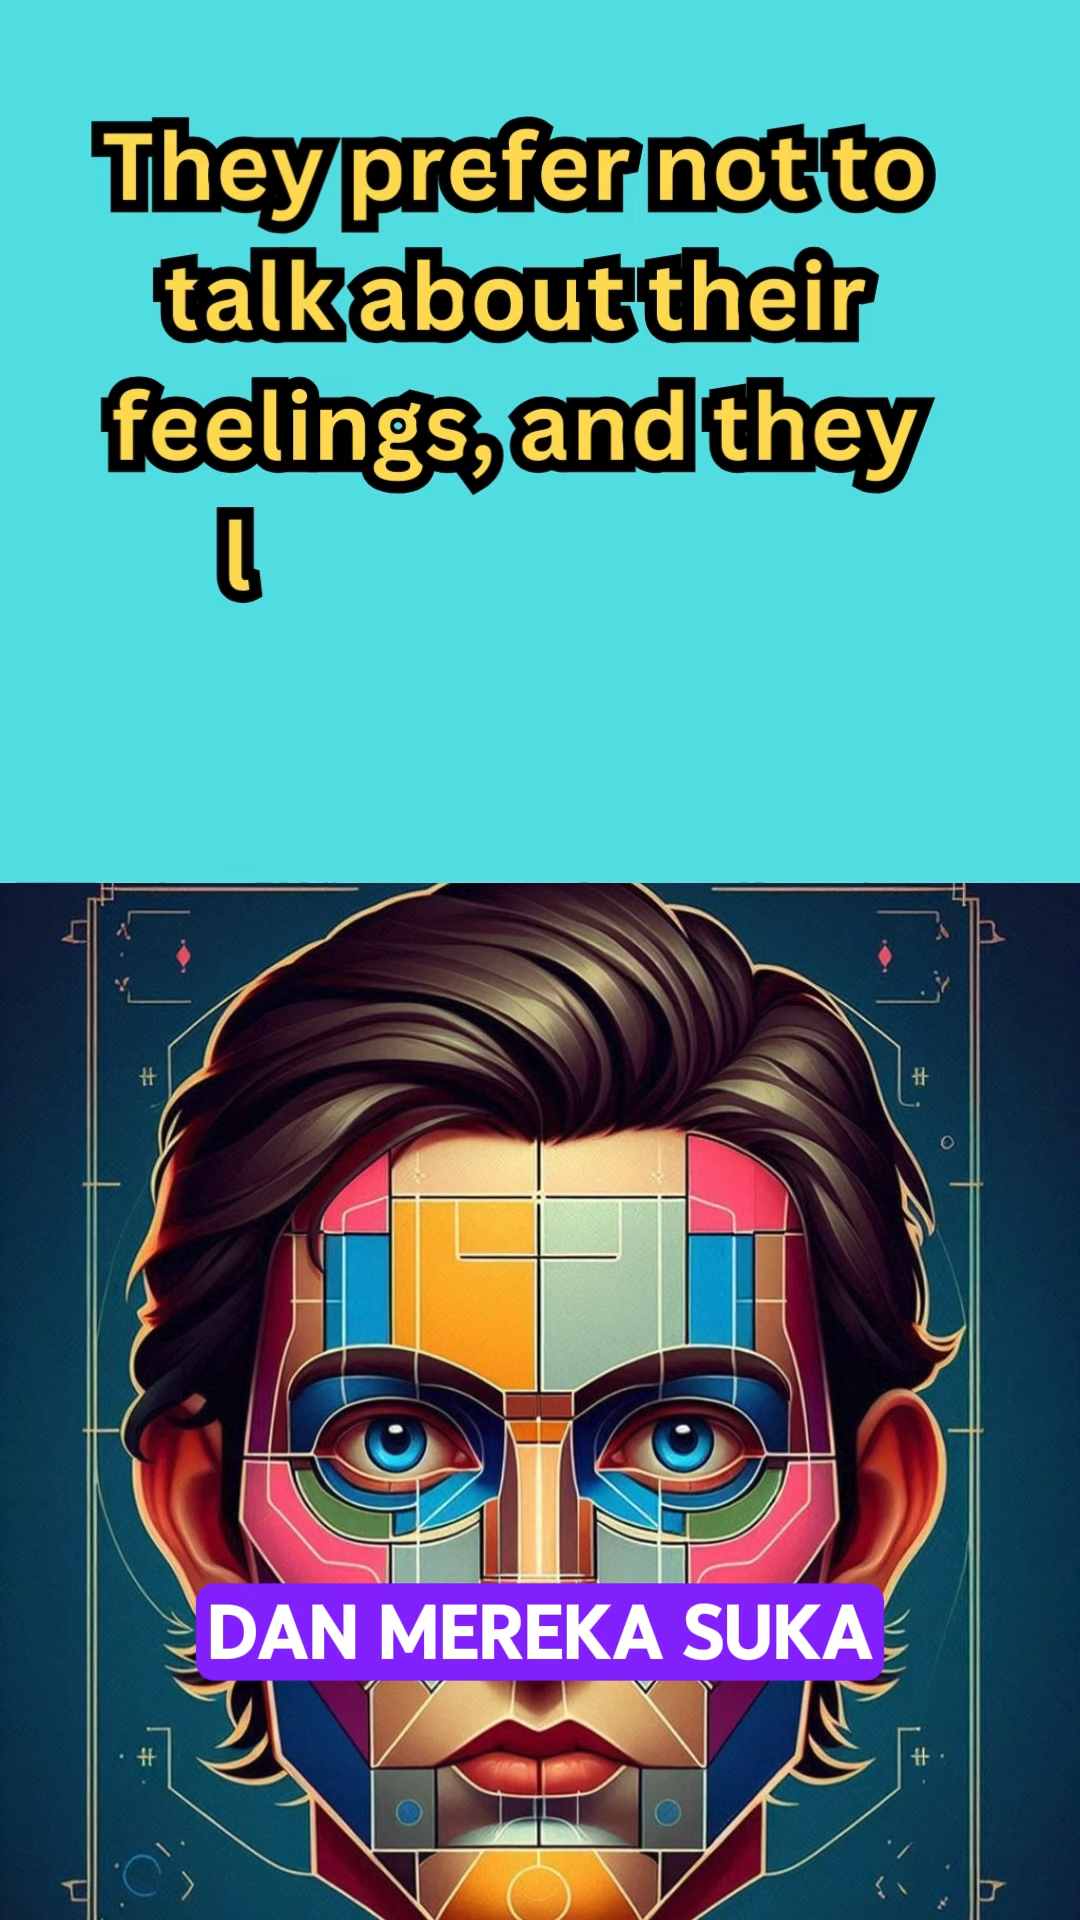 They prefer not to
talk about their
feelings, and they
l
DAN MEREKA SUKA